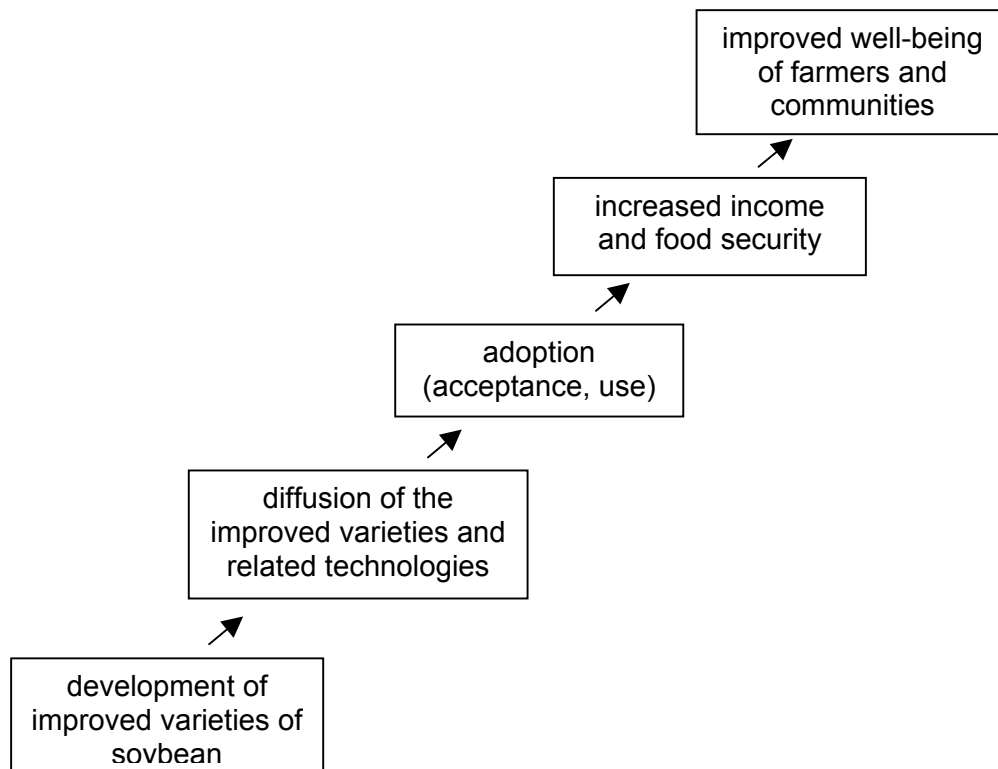 improved well-being
of farmers and
communities
increased income
and food security
adoption
(acceptance, use)
diffusion of the
improved varieties and
related technologies
development of
improved varieties of
soybean